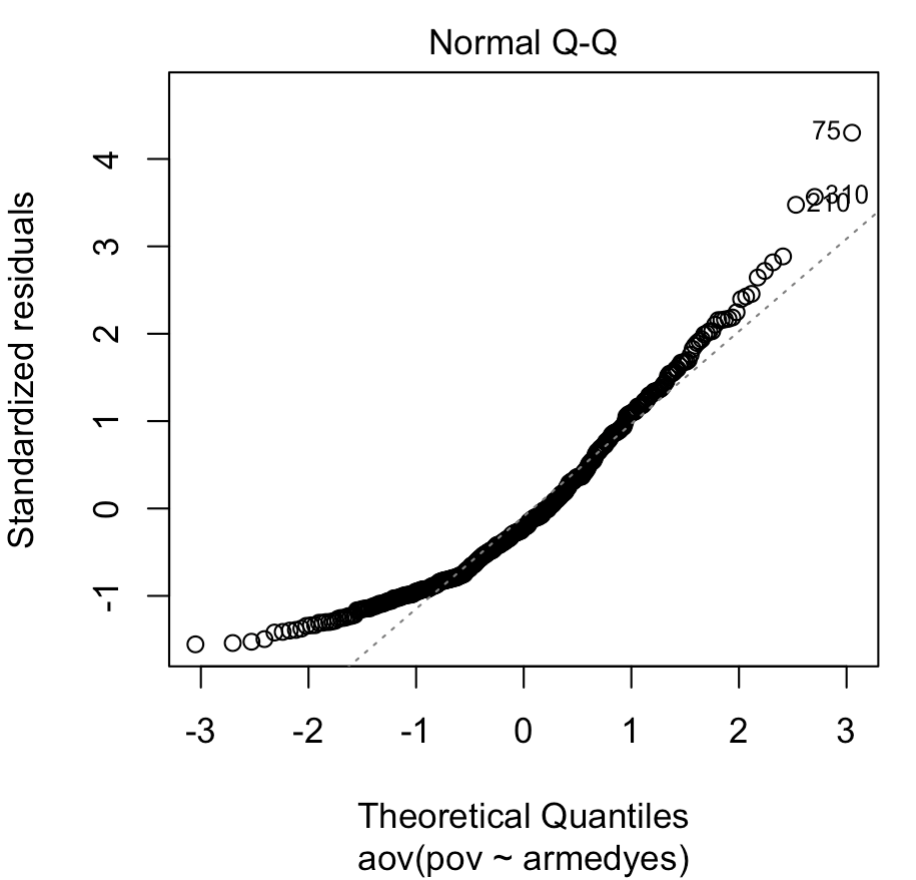 Normal Q-Q
Standardized residuals
4
3
2
1
0
-1
75
310
210
-3 -2 -1 0 1 2 3
Theoretical Quantiles
aov(pov ~ armedyes)